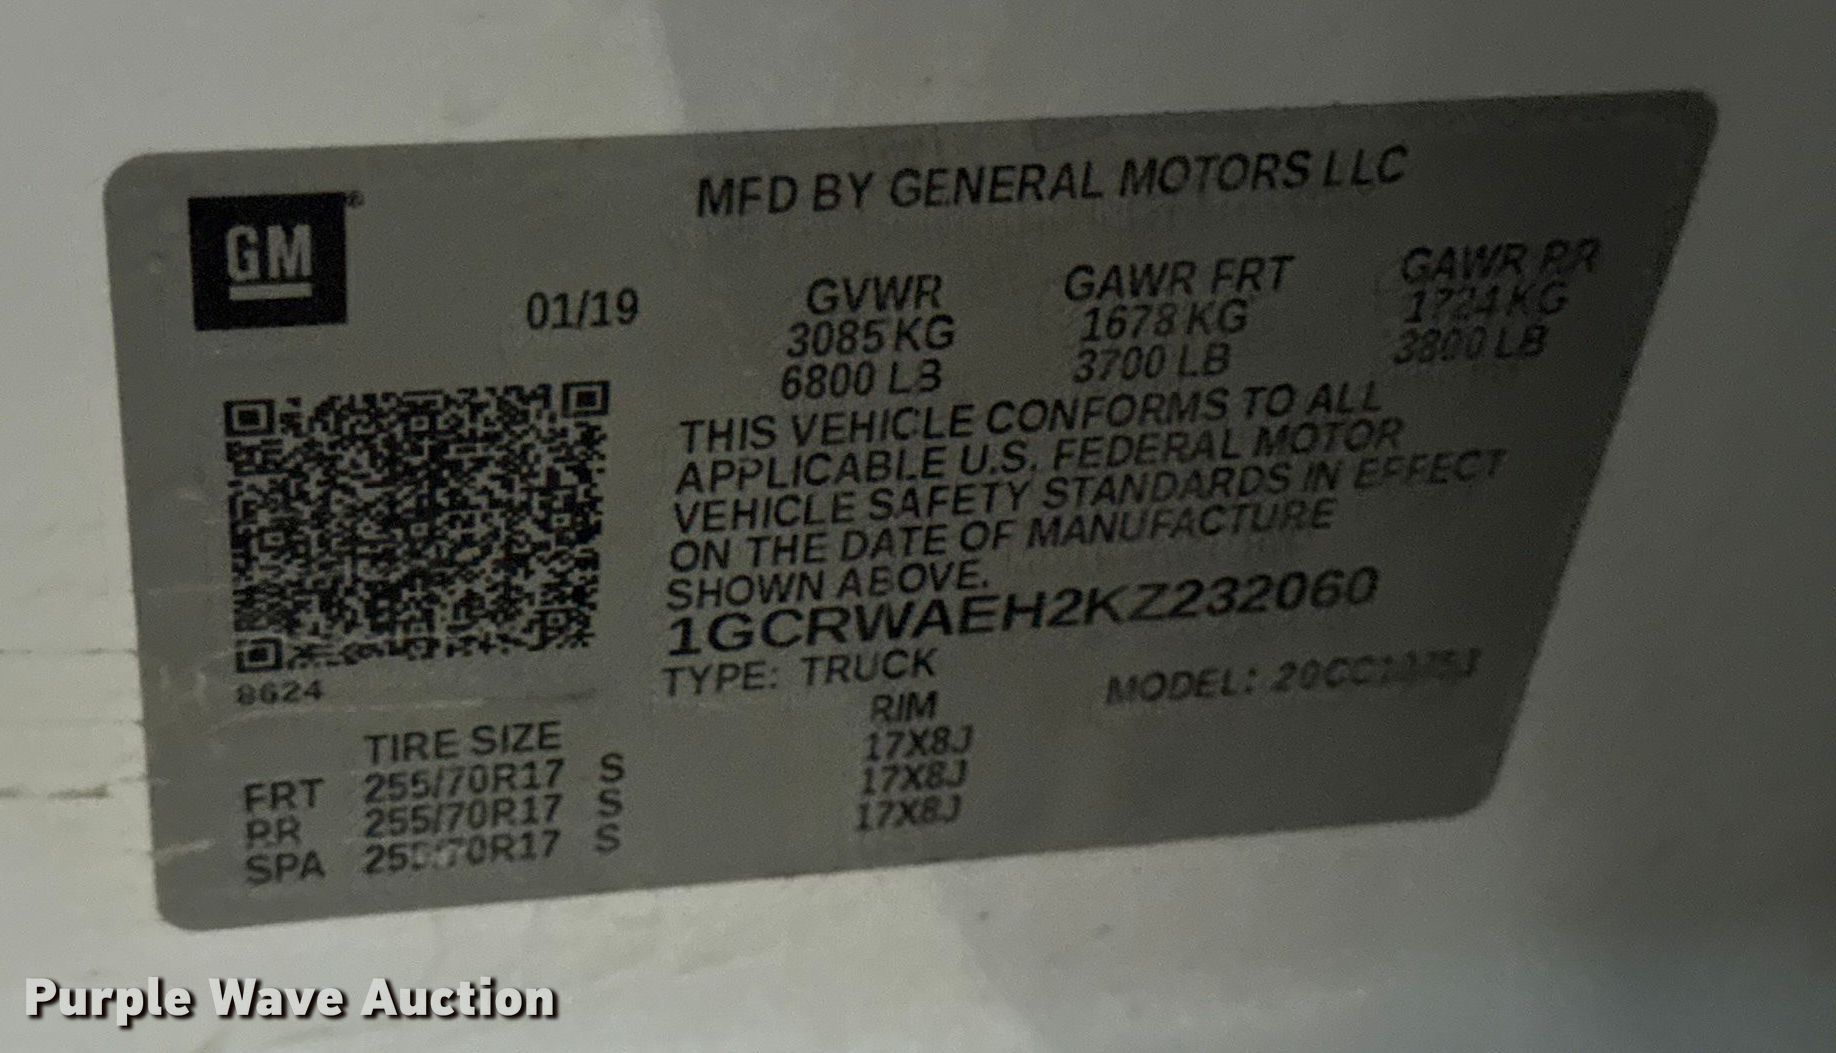 GM
MFD BY GENERAL MOTORS LLC
01/19
GVWR GAWR FRT GAWR RR
3085 KG 1678 KG 1724 KG
6800 LB 3700 LB 3800 LB
THIS VEHICLE CONFORMS TO ALL
APPLICABLE U.S. FEDERAL MOTOR
VEHICLE SAFETY STANDARDS IN EFFECT
ON THE DATE OF MANUFACTURE
SHOWN ABOVE.
1GCRWAEH2KZ232060
TYPE: TRUCK MODEL:
8624
TIRE SIZE RIM
FRT 255/70R17 S 17X8J
RR 255/70R17 S 17X8J
SPA 255/70R17 S 17X8J
Purple Wave Auction